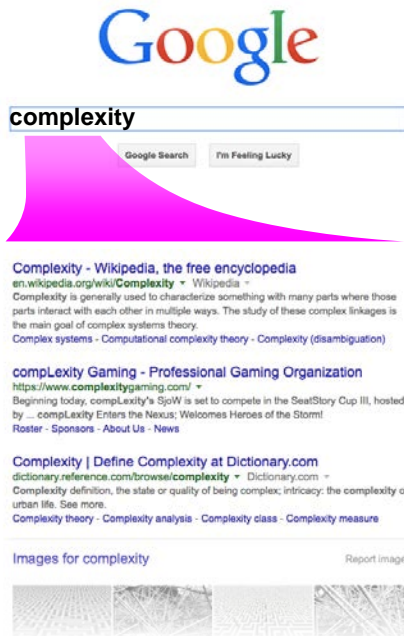 Google
complexity
Google Search I'm Feeling Lucky
Complexity - Wikipedia, the free encyclopedia
en.wikipedia.org/wiki/Complexity ▾ Wikipedia ▾
Complexity is generally used to characterize something with many parts where those
parts interact with each other in multiple ways. The study of these complex linkages is
the main goal of complex systems theory.
Complex systems - Computational complexity theory - Complexity (disambiguation)
compLexity Gaming - Professional Gaming Organization
https://www.complexitygaming.com/ ▾
Beginning today, compLexity's SjoW is set to compete in the SeatStory Cup III, hosted
by ... compLexity Enters the Nexus; Welcomes Heroes of the Storm!
Roster - Sponsors - About Us - News
Complexity | Define Complexity at Dictionary.com
dictionary.reference.com/browse/complexity ▾ Dictionary.com ▾
Complexity definition, the state or quality of being complex; intricacy: the complexity o
urban life. See more.
Complexity theory - Complexity analysis - Complexity class - Complexity measure
Images for complexity Report image